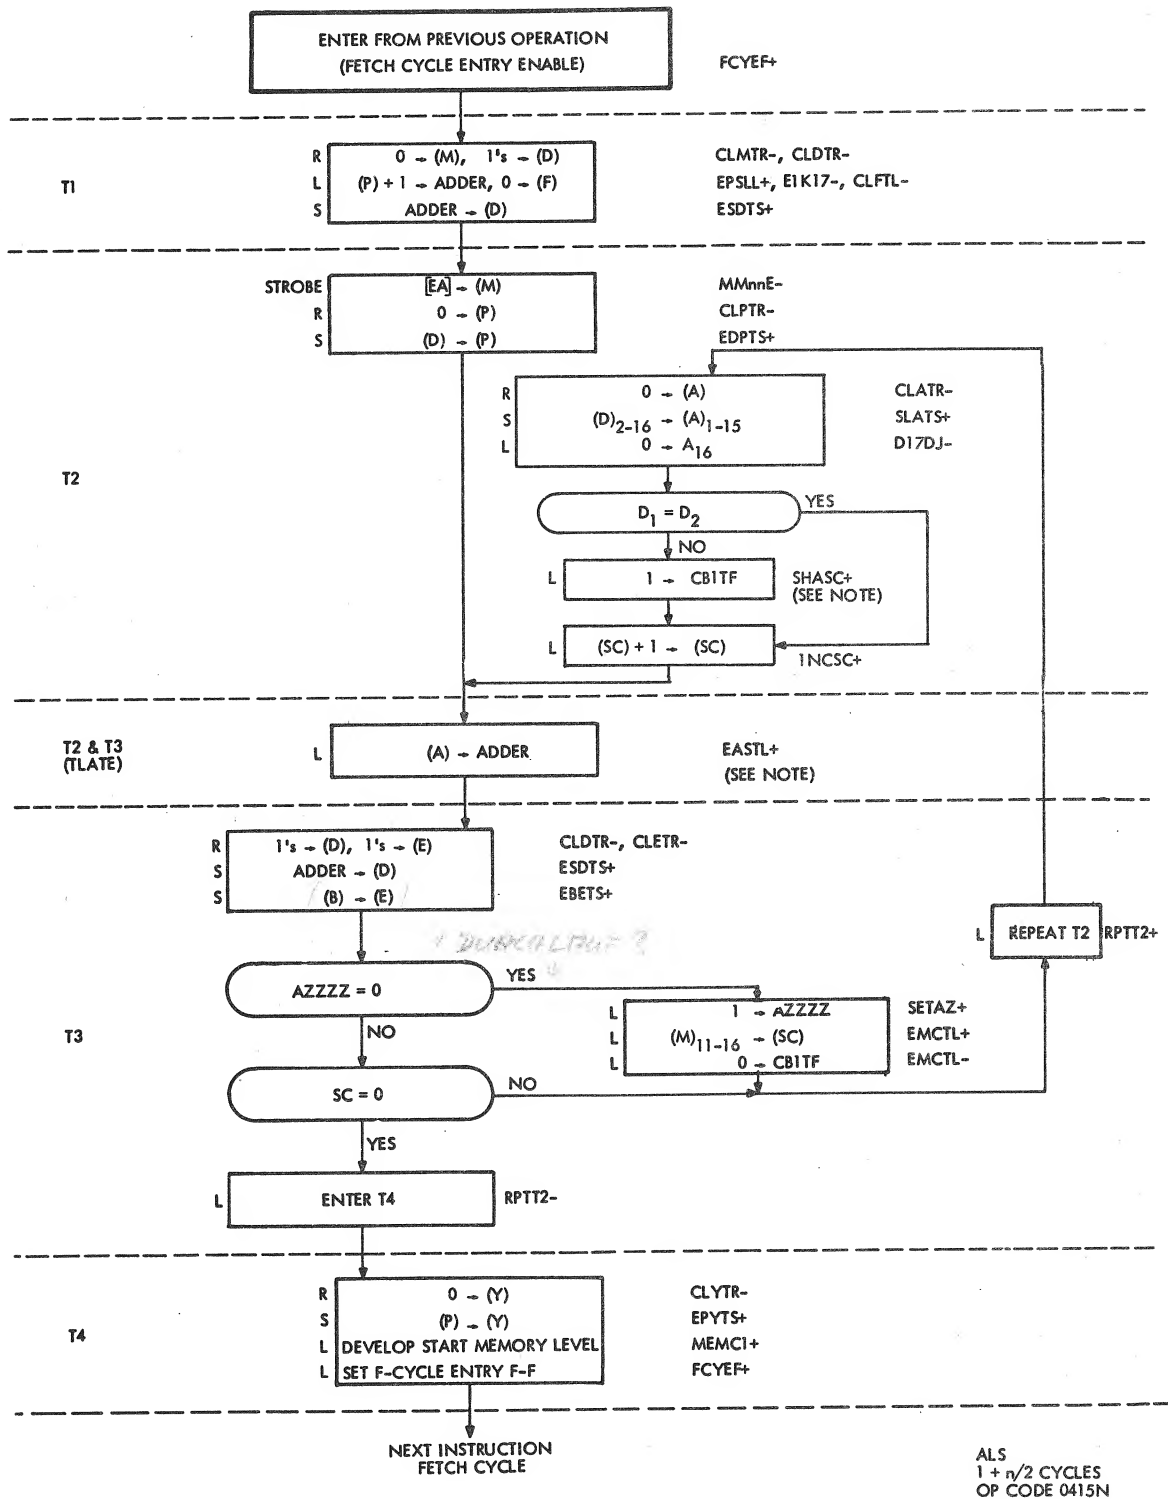 ENTER FROM PREVIOUS OPERATION
(FETCH CYCLE ENTRY ENABLE)
FCYEF+
T1
R 0 → (M), 1's → (D) CLMTR-, CLDTR-
L (P) + 1 → ADDER, 0 → (F) EPSLL+, E1K17-, CLFTL-
S ADDER → (D) ESDTS+
T2
STROBE [EA] → (M) MMnnE-
R 0 → (P) CLPTR-
S (D) → (P) EDPTS+
R 0 → (A) CLATR-
S (D)2-16 → (A)1-15 SLATS+
L 0 → A16 D17DJ-
D1 = D2
YES
NO
L 1 → CB1TF SHASC+
(SEE NOTE)
L (SC) + 1 → (SC)
1NCSC+
T2 & T3
(TLATE)
L (A) → ADDER EASTL+
(SEE NOTE)
T3
R 1's → (D), 1's → (E) CLDTR-, CLETR-
S ADDER → (D) ESDTS+
S (B) → (E) EBETS+
L REPEAT T2 RPTT2+
AZZZZ = 0
YES
NO
L 1 → AZZZZ SETAZ+
L (M)11-16 → (SC) EMCTL+
L 0 → CB1TF EMCTL-
SC = 0
NO
YES
L ENTER T4 RPTT2-
T4
R 0 → (Y) CLYTR-
S (P) → (Y) EPYTS+
L DEVELOP START MEMORY LEVEL MEMC1+
L SET F-CYCLE ENTRY F-F FCYEF+
NEXT INSTRUCTION
FETCH CYCLE
ALS
1 + n/2 CYCLES
OP CODE 0415N